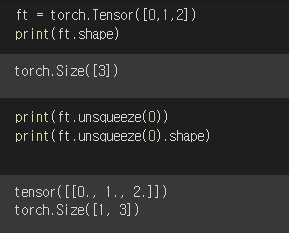 ft = torch.Tensor([0,1,2])
print(ft.shape)
torch.Size([3])
print(ft.unsqueeze(0))
print(ft.unsqueeze(0).shape)
tensor([[0., 1., 2.]])
torch.Size([1, 3])